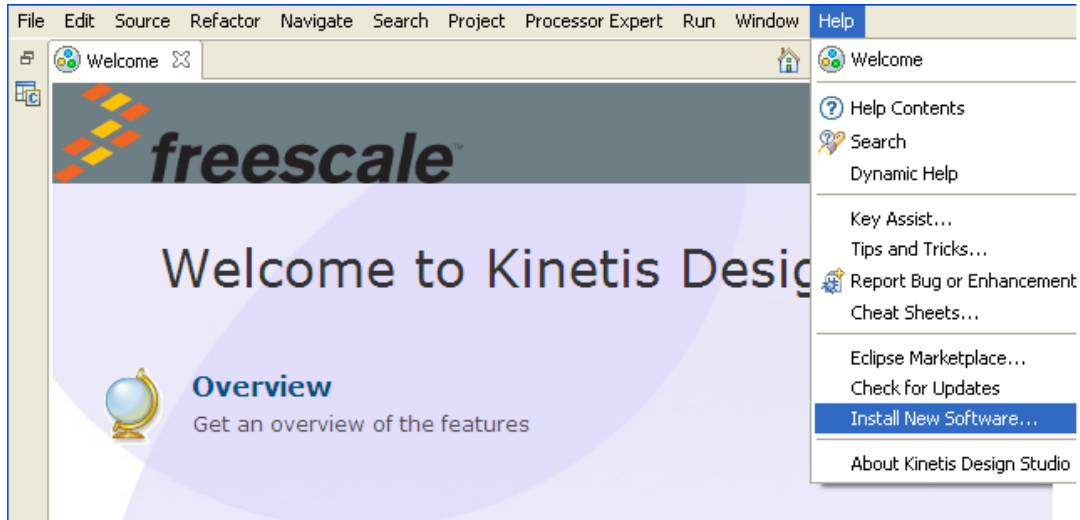 File Edit Source Refactor Navigate Search Project Processor Expert Run Window Help
Welcome
freescale™
Welcome to Kinetis Desig
Overview
Get an overview of the features
Welcome
Help Contents
Search
Dynamic Help
Key Assist...
Tips and Tricks...
Report Bug or Enhancement
Cheat Sheets...
Eclipse Marketplace...
Check for Updates
Install New Software...
About Kinetis Design Studio